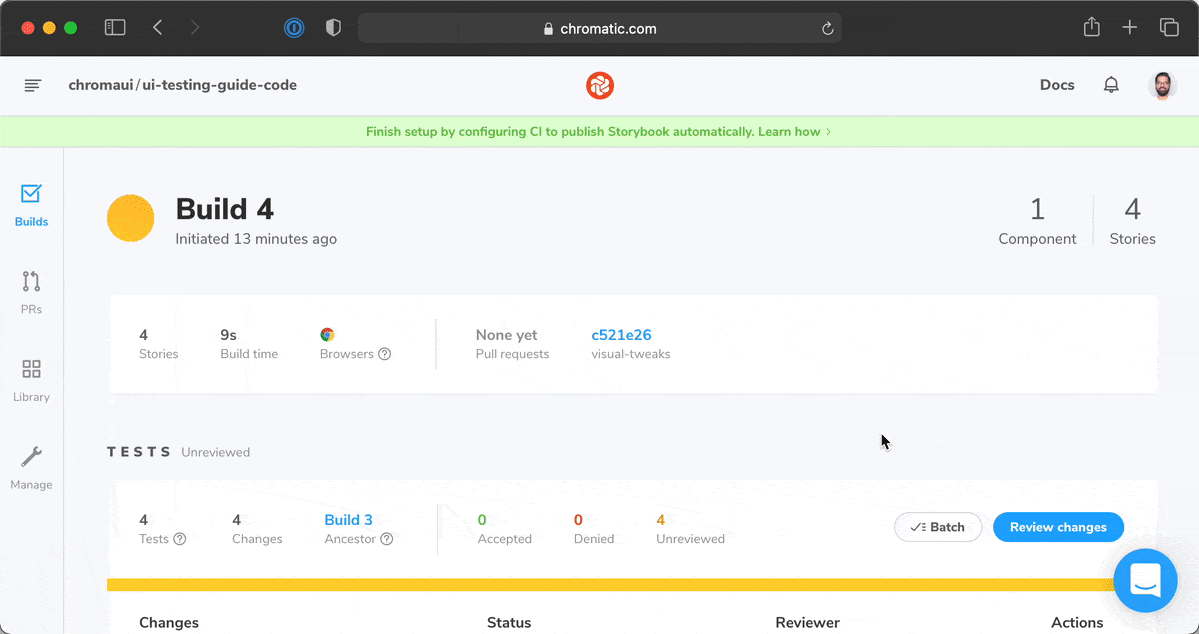 chromatic.com
chromaui/ui-testing-guide-code
Docs
Finish setup by configuring CI to publish Storybook automatically. Learn how
Builds
PRs
Library
Manage
Build 4
Initiated 13 minutes ago
1
Component
4
Stories
4
Stories
9s
Build time
Browsers ?
None yet
Pull requests
c521e26
visual-tweaks
TESTS Unreviewed
4
Tests ?
4
Changes
Build 3
Ancestor ?
0
Accepted
0
Denied
4
Unreviewed
Batch
Review changes
Changes Status Reviewer Actions